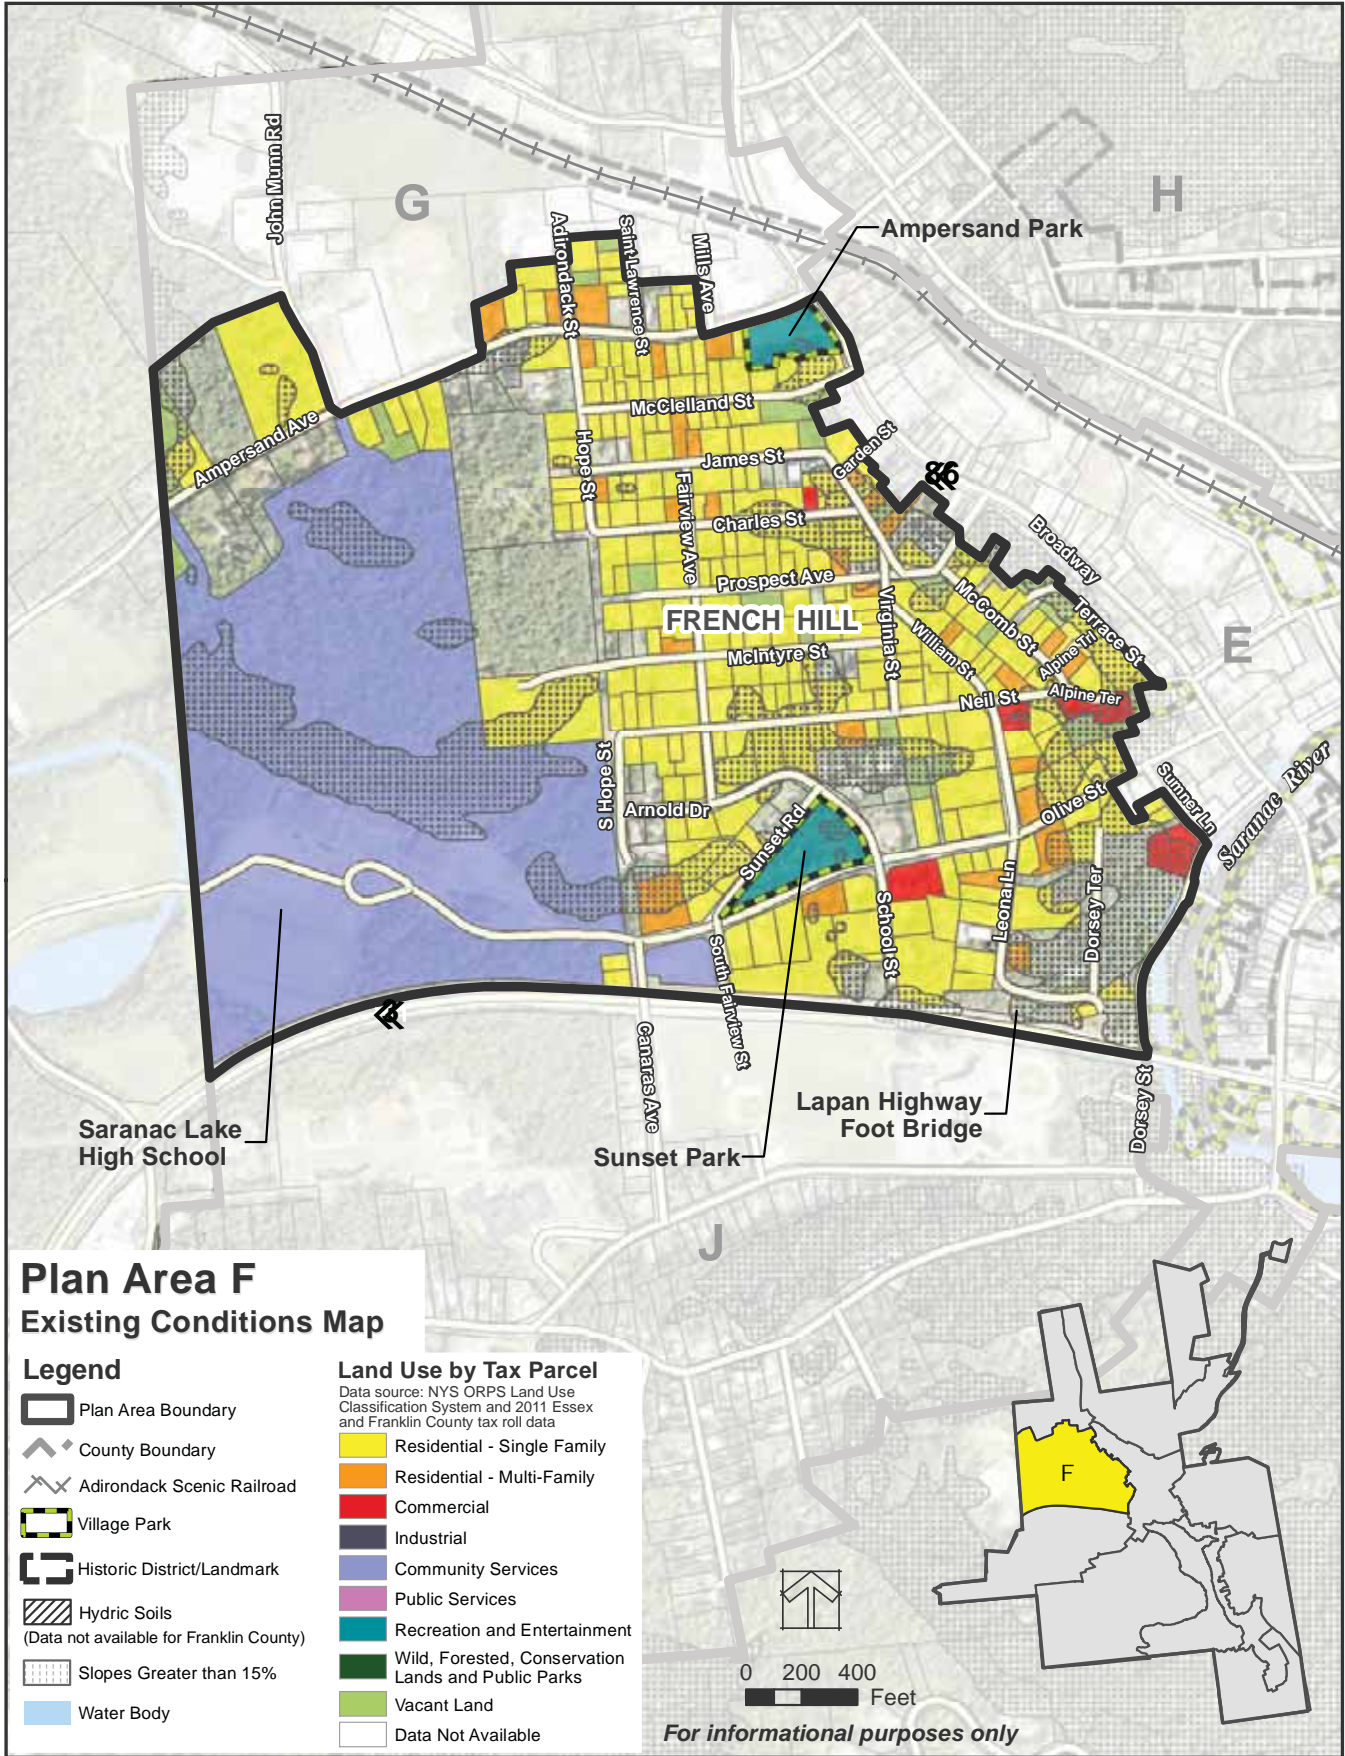 G
H
John Munn Rd
Adirondack St
Saint Lawrence St
Mills Ave
Ampersand Park
Ampersand Ave
McClelland St
Hope St
James St
Garden St
86
Fairview Ave
Charles St
Broadway
Prospect Ave
FRENCH HILL
McIntyre St
Virginia St
William St
McComb St
Terrace St
Alpine Trl
E
Neil St
Alpine Ter
S Hope St
Arnold Dr
Sunset Rd
Olive St
Sumner Ln
Saranac River
School St
Leona Ln
Dorsey Ter
South Fairview St
3
Canaras Ave
Dorsey St
Saranac Lake
High School
Sunset Park
Lapan Highway
Foot Bridge
J
Plan Area F
Existing Conditions Map
Legend
Plan Area Boundary
County Boundary
Adirondack Scenic Railroad
Village Park
Historic District/Landmark
Hydric Soils
(Data not available for Franklin County)
Slopes Greater than 15%
Water Body
Land Use by Tax Parcel
Data source: NYS ORPS Land Use
Classification System and 2011 Essex
and Franklin County tax roll data
Residential - Single Family
Residential - Multi-Family
Commercial
Industrial
Community Services
Public Services
Recreation and Entertainment
Wild, Forested, Conservation
Lands and Public Parks
Vacant Land
Data Not Available
F
0 200 400
Feet
For informational purposes only